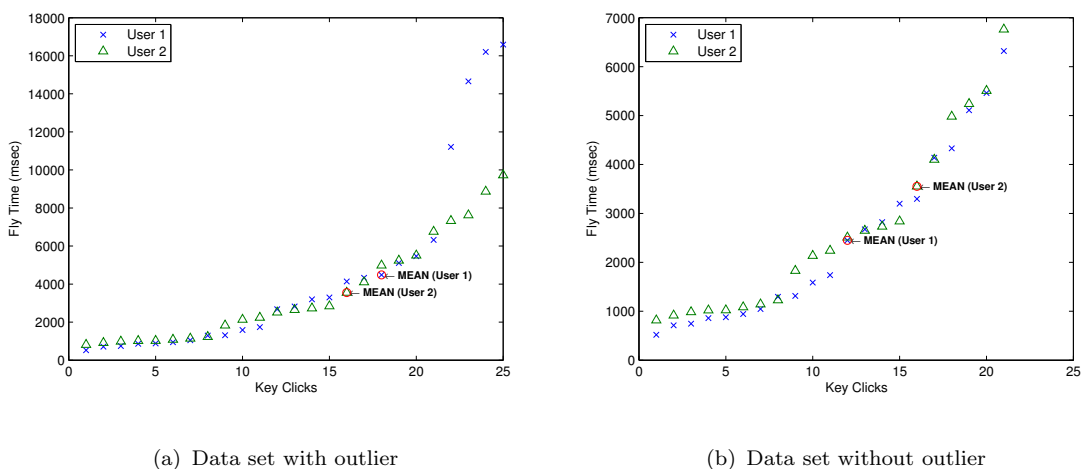 18000
16000
14000
12000
10000
8000
6000
4000
2000
0
Fly Time (msec)
User 1
User 2
MEAN (User 1)
MEAN (User 2)
0 5 10 15 20 25
Key Clicks
(a) Data set with outlier
7000
6000
5000
4000
3000
2000
1000
0
Fly Time (msec)
User 1
User 2
MEAN (User 2)
MEAN (User 1)
0 5 10 15 20 25
Key Clicks
(b) Data set without outlier